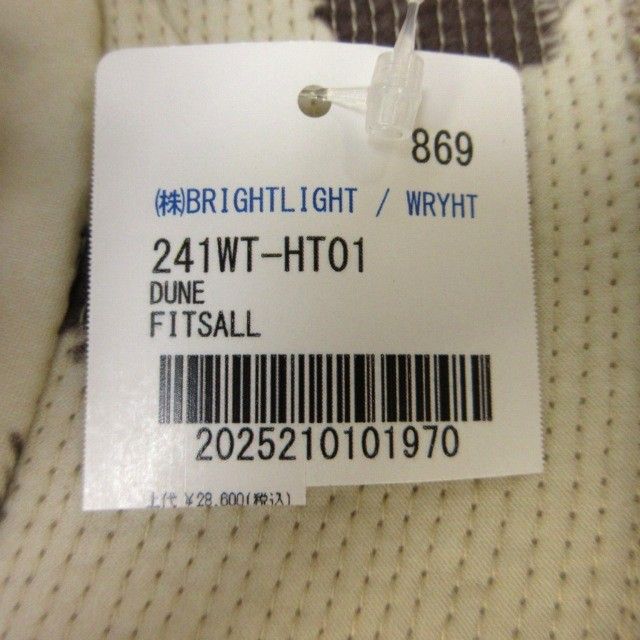 869
㈱BRIGHTLIGHT / WRYHT
241WT-HT01
DUNE
FITSALL
2025210101970
上代 ¥28,600(税込)